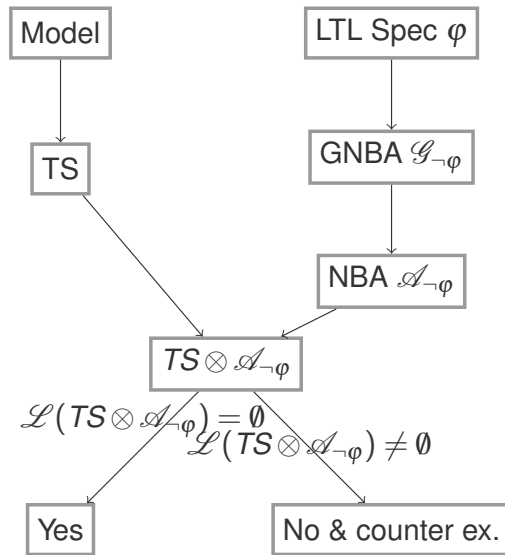 Model
LTL Spec φ
TS
GNBA 𝒢¬φ
NBA 𝒜¬φ
TS ⊗ 𝒜¬φ
ℒ(TS ⊗ 𝒜¬φ) = ∅
ℒ(TS ⊗ 𝒜¬φ) ≠ ∅
Yes
No & counter ex.